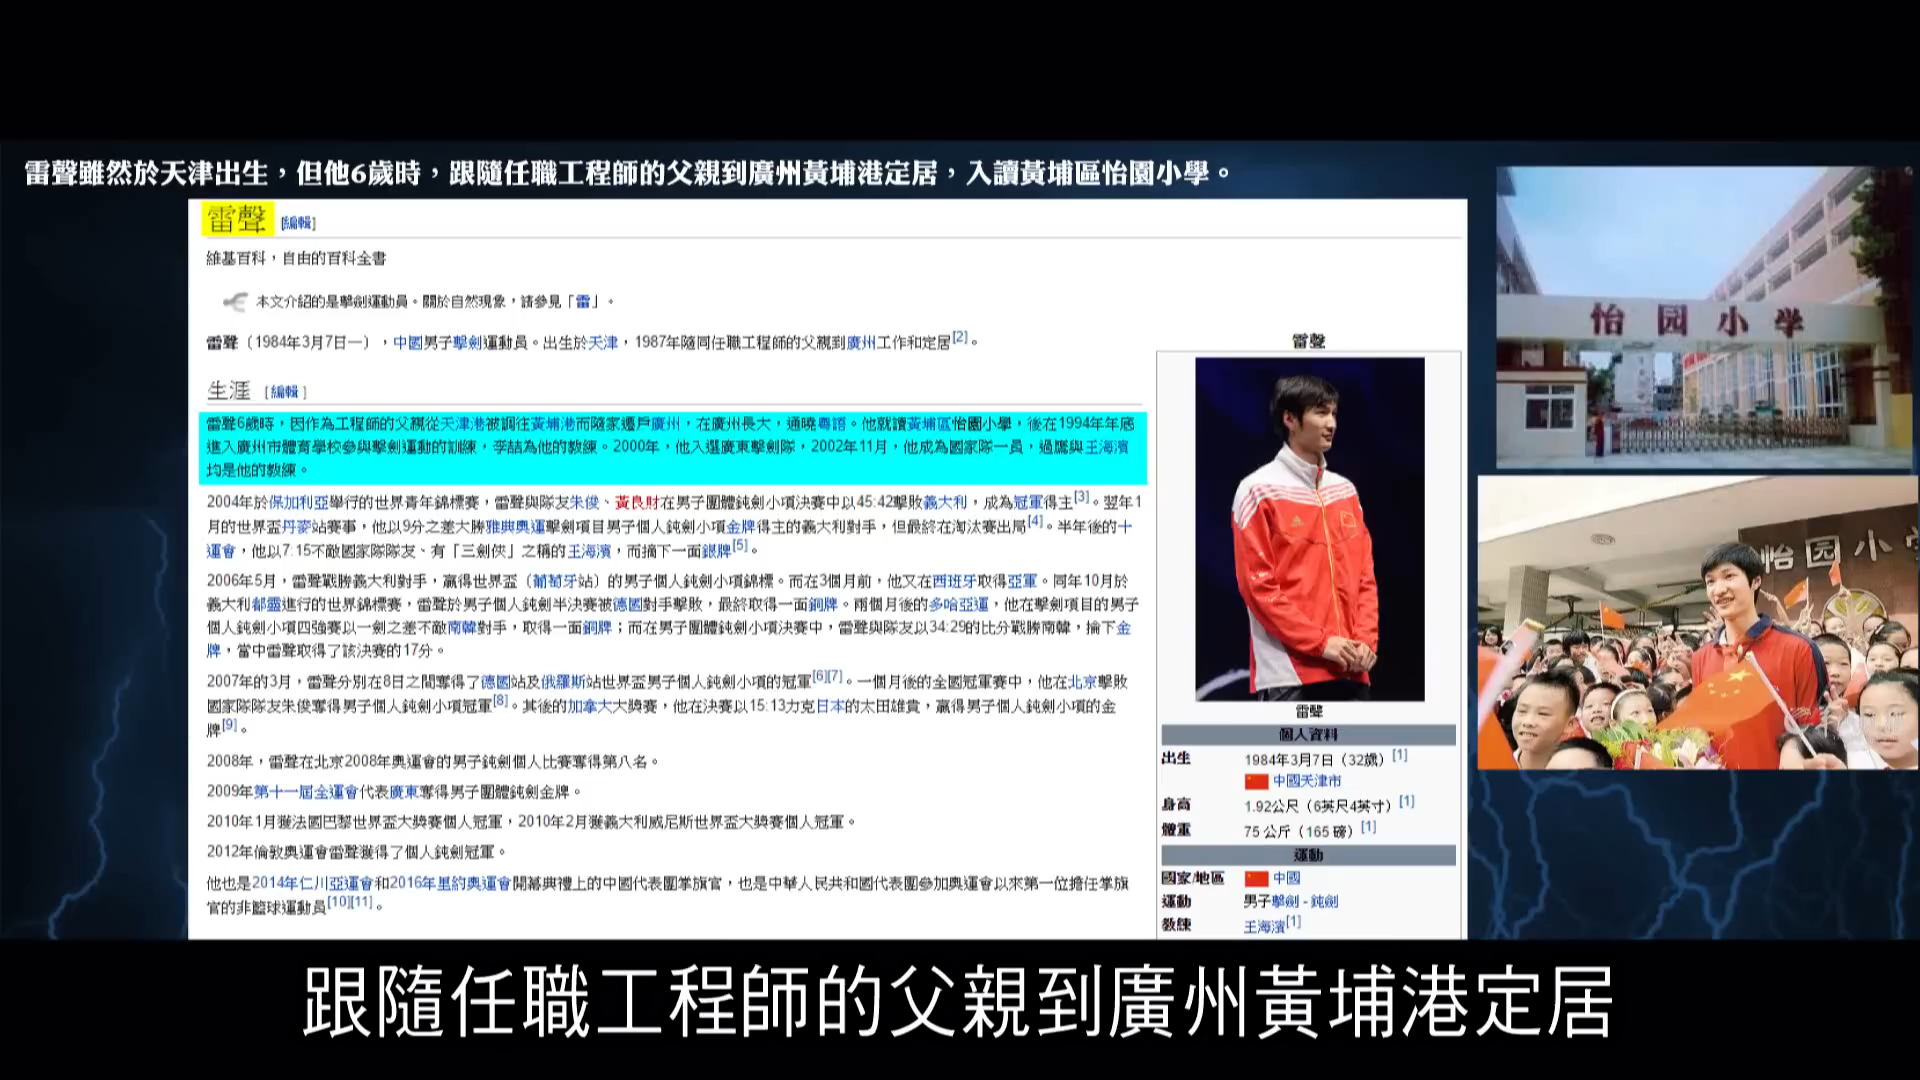 雷聲雖然於天津出生，但他6歲時，跟隨任職工程師的父親到廣州黃埔港定居，入讀黃埔區怡園小學。
雷聲 [編輯]
維基百科，自由的百科全書
本文介紹的是擊劍運動員。關於自然現象，請參見「雷」。
雷聲（1984年3月7日—），中國男子擊劍運動員。出生於天津，1987年隨同任職工程師的父親到廣州工作和定居[2]。
生涯 [編輯]
雷聲6歲時，因作為工程師的父親從天津港被調往黃埔港而隨家遷戶廣州，在廣州長大，通曉粵語。他就讀黃埔區怡園小學，後在1994年年底
進入廣州市體育學校參與擊劍運動的訓練，李喆為他的教練。2000年，他入選廣東擊劍隊，2002年11月，他成為國家隊一員，過鷹與王海濱
均是他的教練。
2004年於保加利亞舉行的世界青年錦標賽，雷聲與隊友朱俊、黃良財在男子團體鈍劍小項決賽中以45:42擊敗義大利，成為冠軍得主[3]。翌年1
月的世界盃丹麥站賽事，他以9分之差大勝雅典奧運擊劍項目男子個人鈍劍小項金牌得主的義大利對手，但最終在淘汰賽出局[4]。半年後的十
運會，他以7:15不敵國家隊隊友、有「三劍俠」之稱的王海濱，而摘下一面銀牌[5]。
2006年5月，雷聲戰勝義大利對手，贏得世界盃（葡萄牙站）的男子個人鈍劍小項錦標。而在3個月前，他又在西班牙取得亞軍。同年10月於
義大利都靈進行的世界錦標賽，雷聲於男子個人鈍劍半決賽被德國對手擊敗，最終取得一面銅牌。兩個月後的多哈亞運，他在擊劍項目的男子
個人鈍劍小項四強賽以一劍之差不敵南韓對手，取得一面銅牌；而在男子團體鈍劍小項決賽中，雷聲與隊友以34:29的比分戰勝南韓，掄下金
牌，當中雷聲取得了該決賽的17分。
2007年的3月，雷聲分別在8日之間奪得了德國站及俄羅斯站世界盃男子個人鈍劍小項的冠軍[6][7]。一個月後的全國冠軍賽中，他在北京擊敗
國家隊隊友朱俊奪得男子個人鈍劍小項冠軍[8]。其後的加拿大大獎賽，他在決賽以15:13力克日本的太田雄貴，贏得男子個人鈍劍小項的金
牌[9]。
2008年，雷聲在北京2008年奧運會的男子鈍劍個人比賽奪得第八名。
2009年第十一屆全運會代表廣東奪得男子團體鈍劍金牌。
2010年1月獲法國巴黎世界盃大獎賽個人冠軍，2010年2月獲義大利威尼斯世界盃大獎賽個人冠軍。
2012年倫敦奧運會雷聲獲得了個人鈍劍冠軍。
他也是2014年仁川亞運會和2016年里約奧運會開幕典禮上的中國代表團掌旗官，也是中華人民共和國代表團參加奧運會以來第一位擔任掌旗
官的非籃球運動員[10][11]。
雷聲
雷聲
個人資料
出生 1984年3月7日（32歲）[1]
中國天津市
身高 1.92公尺（6英尺4英寸）[1]
體重 75 公斤（165 磅）[1]
運動
國家/地區 中國
運動 男子擊劍 - 鈍劍
教練 王海濱[1]
怡园小学
怡园小学
跟隨任職工程師的父親到廣州黃埔港定居